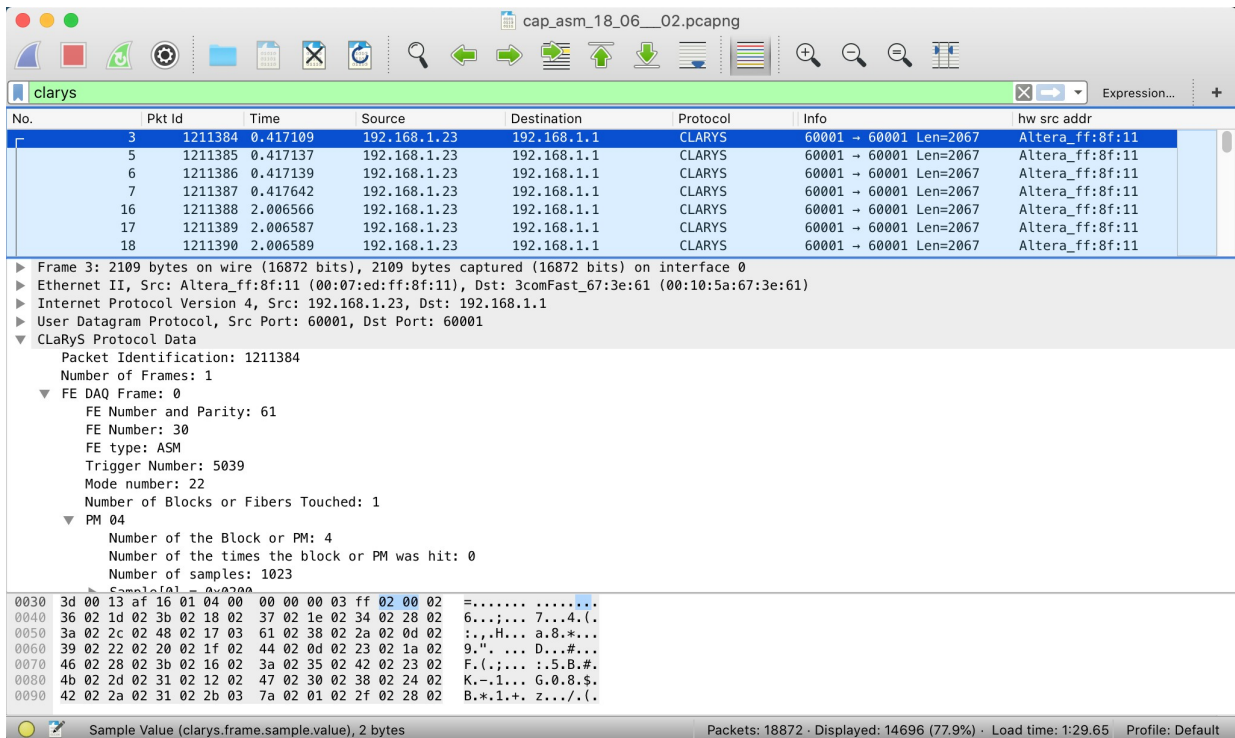 cap_asm_18_06__02.pcapng
clarys Expression... +
No. Pkt Id Time Source Destination Protocol Info hw src addr
3 1211384 0.417109 192.168.1.23 192.168.1.1 CLARYS 60001 → 60001 Len=2067 Altera_ff:8f:11
5 1211385 0.417137 192.168.1.23 192.168.1.1 CLARYS 60001 → 60001 Len=2067 Altera_ff:8f:11
6 1211386 0.417139 192.168.1.23 192.168.1.1 CLARYS 60001 → 60001 Len=2067 Altera_ff:8f:11
7 1211387 0.417642 192.168.1.23 192.168.1.1 CLARYS 60001 → 60001 Len=2067 Altera_ff:8f:11
16 1211388 2.006566 192.168.1.23 192.168.1.1 CLARYS 60001 → 60001 Len=2067 Altera_ff:8f:11
17 1211389 2.006587 192.168.1.23 192.168.1.1 CLARYS 60001 → 60001 Len=2067 Altera_ff:8f:11
18 1211390 2.006589 192.168.1.23 192.168.1.1 CLARYS 60001 → 60001 Len=2067 Altera_ff:8f:11
Frame 3: 2109 bytes on wire (16872 bits), 2109 bytes captured (16872 bits) on interface 0
Ethernet II, Src: Altera_ff:8f:11 (00:07:ed:ff:8f:11), Dst: 3comFast_67:3e:61 (00:10:5a:67:3e:61)
Internet Protocol Version 4, Src: 192.168.1.23, Dst: 192.168.1.1
User Datagram Protocol, Src Port: 60001, Dst Port: 60001
CLaRyS Protocol Data
Packet Identification: 1211384
Number of Frames: 1
FE DAQ Frame: 0
FE Number and Parity: 61
FE Number: 30
FE type: ASM
Trigger Number: 5039
Mode number: 22
Number of Blocks or Fibers Touched: 1
PM 04
Number of the Block or PM: 4
Number of the times the block or PM was hit: 0
Number of samples: 1023
Sample[0] = 0x0200
0030 3d 00 13 af 16 01 04 00 00 00 00 03 ff 02 00 02 =....... ........
0040 36 02 1d 02 3b 02 18 02 37 02 1e 02 34 02 28 02 6...;... 7...4.(.
0050 3a 02 2c 02 48 02 17 03 61 02 38 02 2a 02 0d 02 :.,.H... a.8.*...
0060 39 02 22 02 20 02 1f 02 44 02 0d 02 23 02 1a 02 9.". ... D...#...
0070 46 02 28 02 3b 02 16 02 3a 02 35 02 42 02 23 02 F.(.;... :.5.B.#.
0080 4b 02 2d 02 31 02 12 02 47 02 30 02 38 02 24 02 K.-.1... G.0.8.$.
0090 42 02 2a 02 31 02 2b 03 7a 02 01 02 2f 02 28 02 B.*.1.+. z.../.(.
Sample Value (clarys.frame.sample.value), 2 bytes Packets: 18872 · Displayed: 14696 (77.9%) · Load time: 1:29.65 Profile: Default